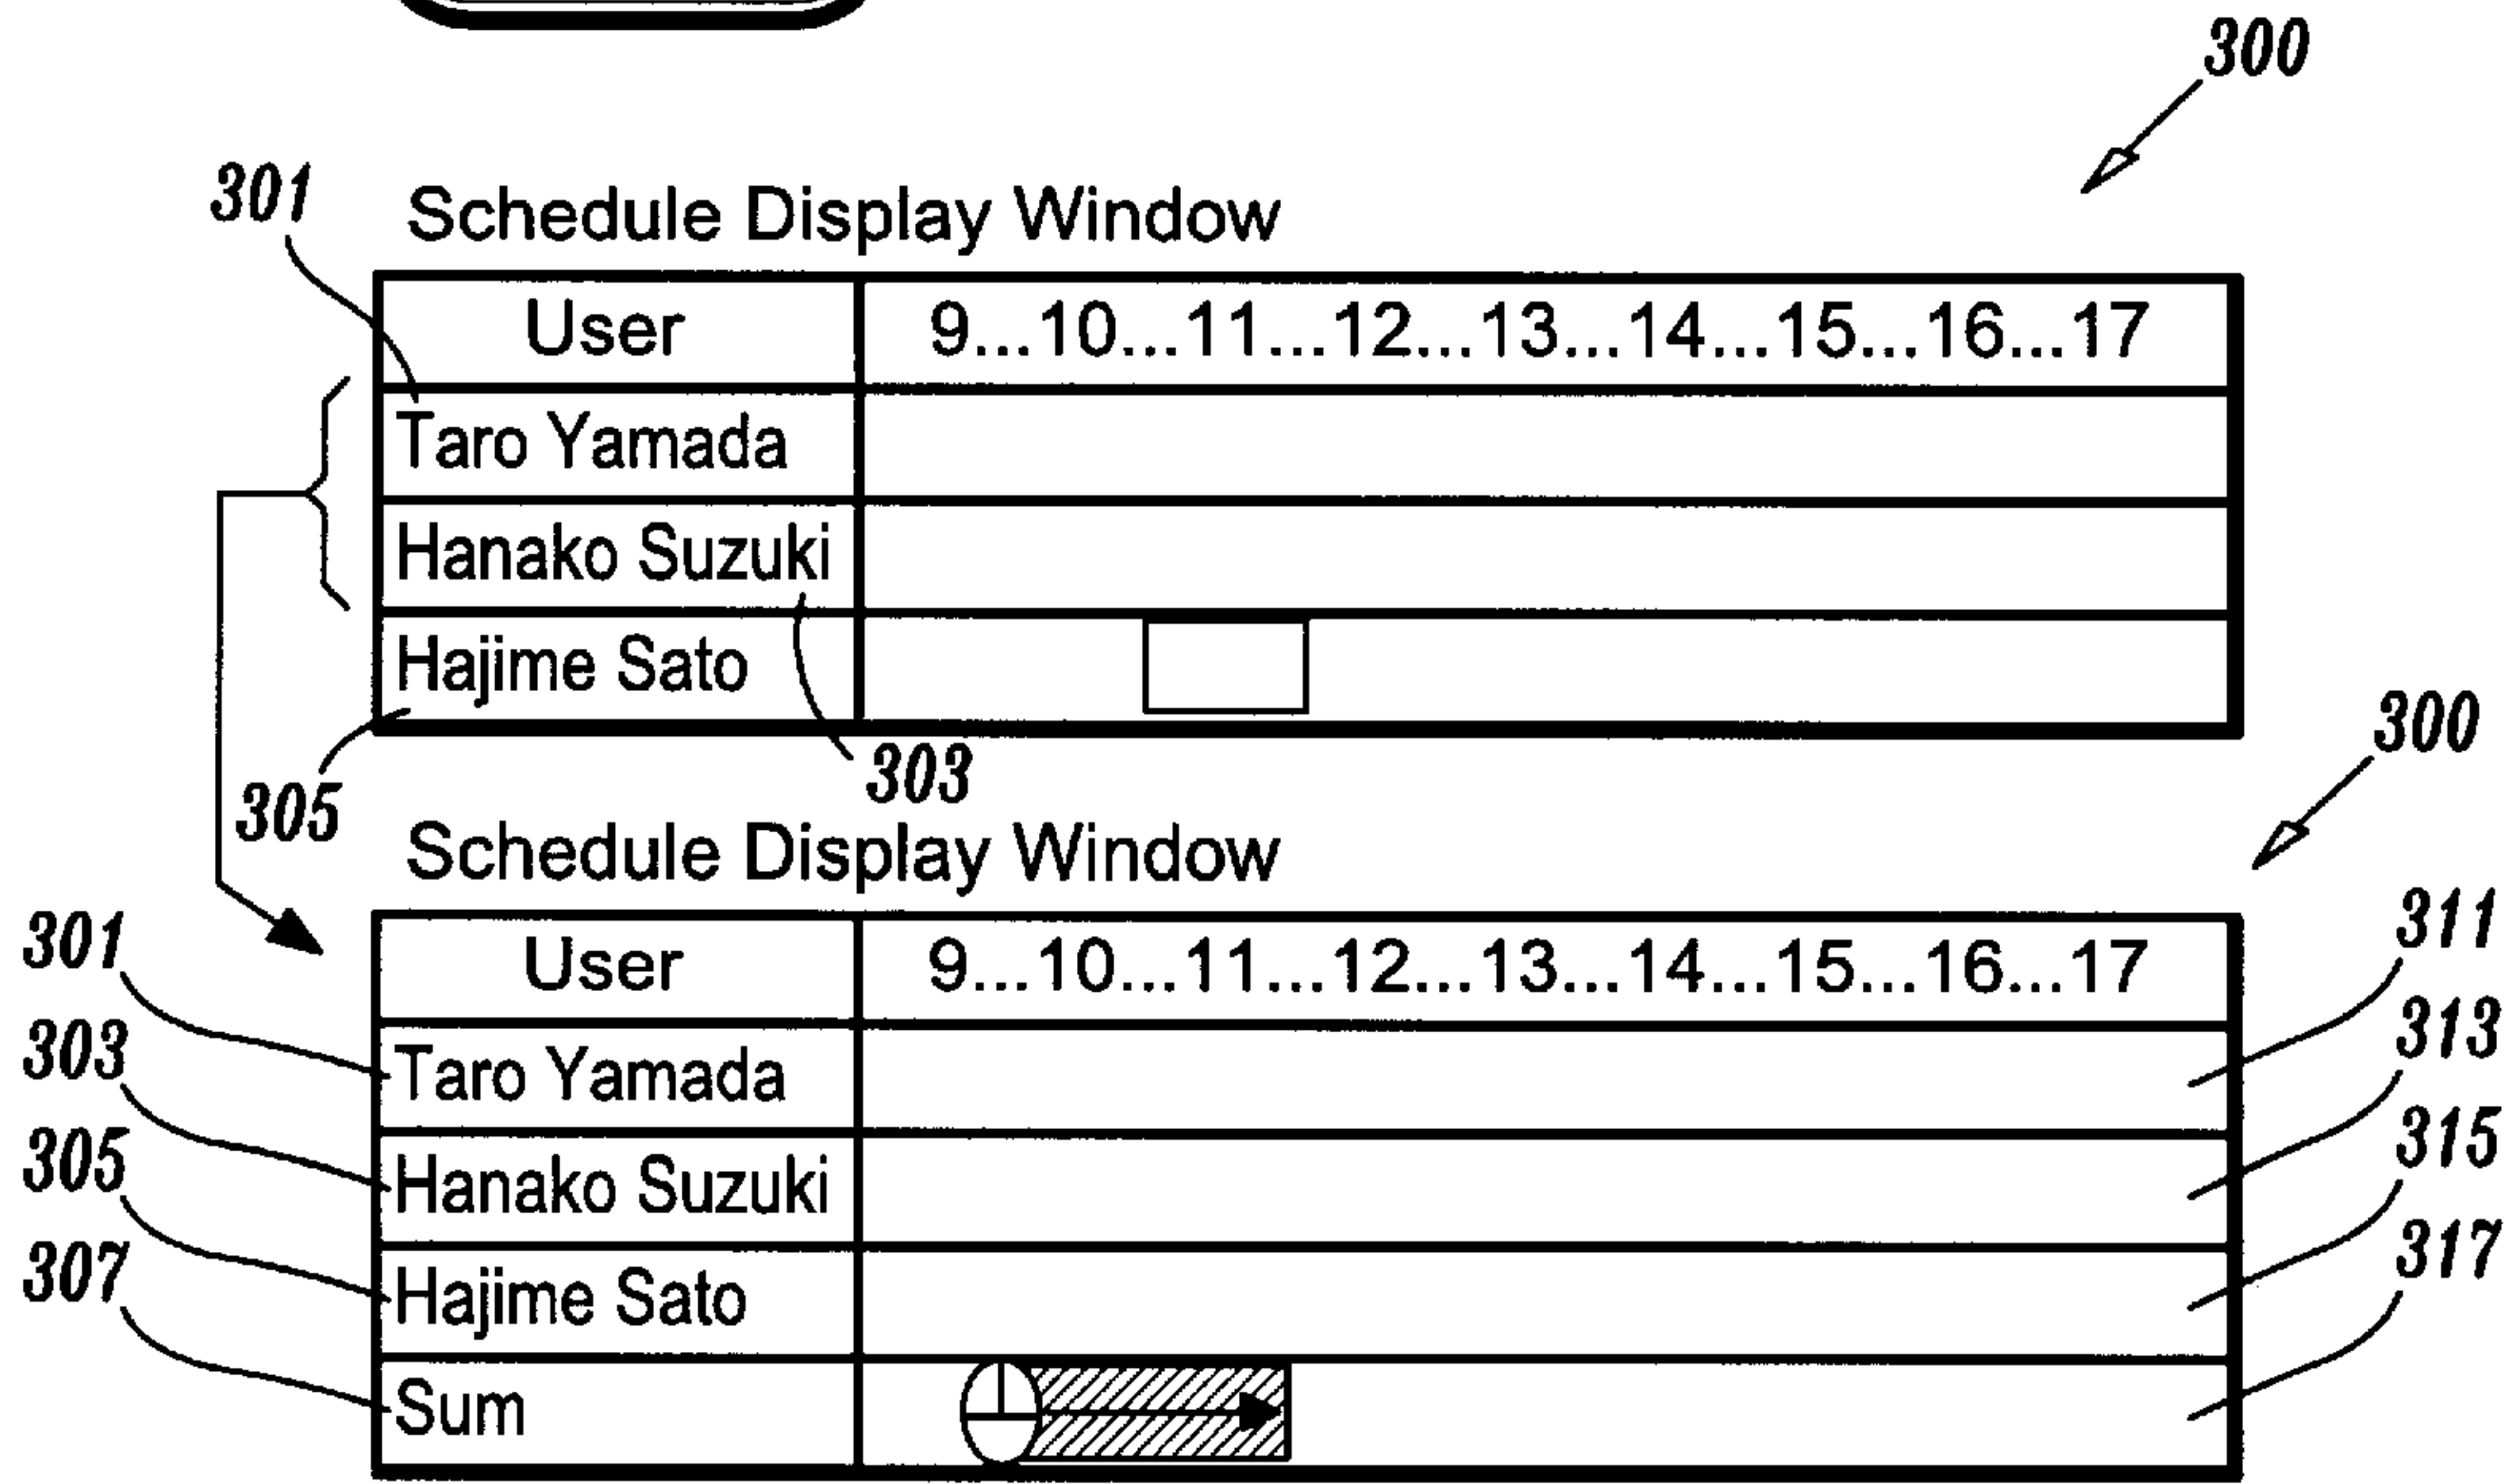 300
301
Schedule Display Window
User 9...10...11...12...13...14...15...16...17
Taro Yamada
Hanako Suzuki
Hajime Sato
303
305
300
Schedule Display Window
User 9...10...11...12...13...14...15...16...17
301 Taro Yamada 311
303 Hanako Suzuki 313
305 Hajime Sato 315
307 Sum 317